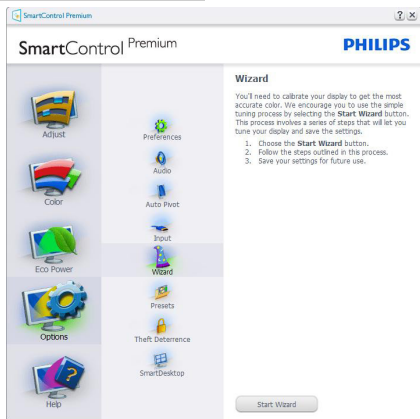 SmartControl Premium
? X
SmartControl Premium
PHILIPS
Adjust
Color
Eco Power
Options
Help
Preferences
Audio
Auto Pivot
Input
Wizard
Presets
Theft Deterrence
SmartDesktop
Wizard
You'll need to calibrate your display to get the most
accurate color. We encourage you to use the simple
tuning process by selecting the Start Wizard button.
This process involves a series of steps that will let you
tune your display and save the settings.
1. Choose the Start Wizard button.
2. Follow the steps outlined in this process.
3. Save your settings for future use.
Start Wizard